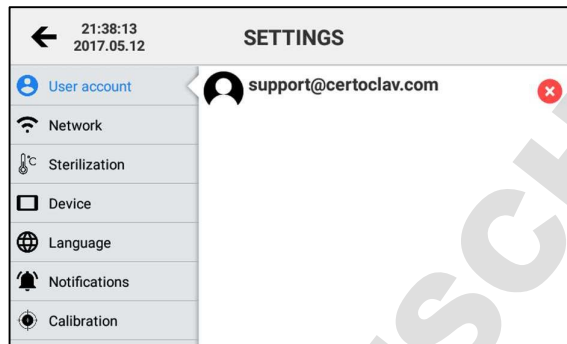 21:38:13
2017.05.12
SETTINGS
User account
support@certoclav.com
Network
°C
Sterilization
Device
Language
Notifications
Calibration